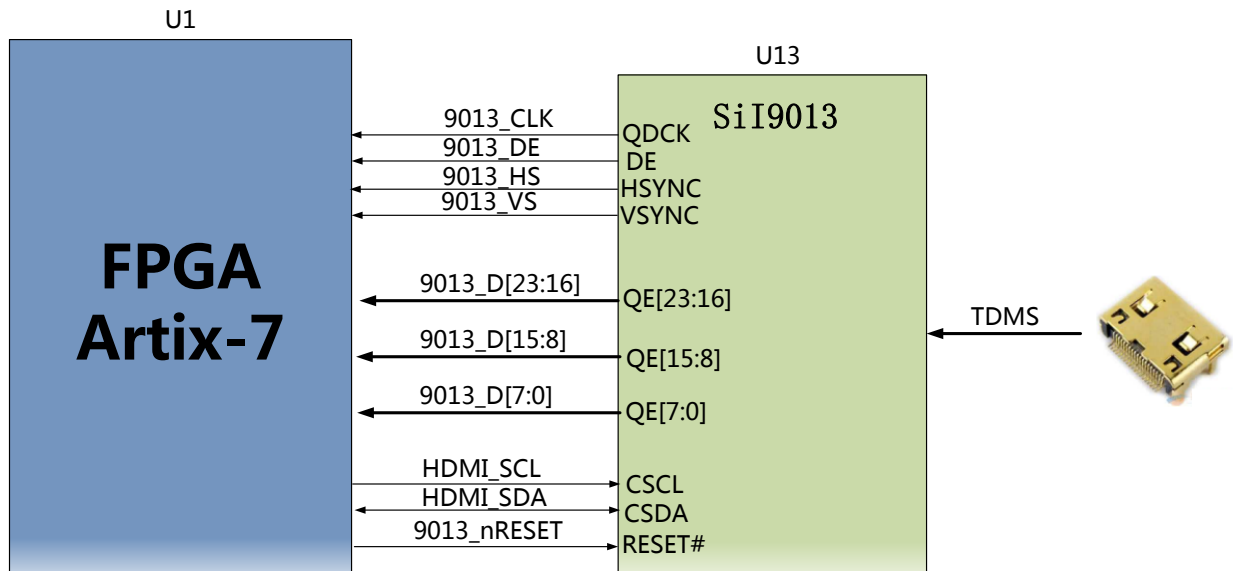 U1
U13
FPGA
Artix-7
SiI9013
9013_CLK
QDCK
9013_DE
DE
9013_HS
HSYNC
9013_VS
VSYNC
9013_D[23:16]
QE[23:16]
9013_D[15:8]
QE[15:8]
9013_D[7:0]
QE[7:0]
HDMI_SCL
CSCL
HDMI_SDA
CSDA
9013_nRESET
RESET#
TDMS